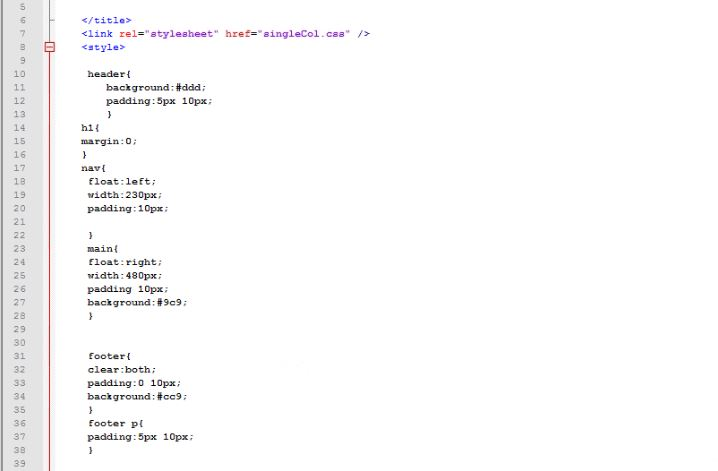 5
6 </title>
7 <link rel="stylesheet" href="singleCol.css" />
8 <style>
9
10 header{
11 background:#ddd;
12 padding:5px 10px;
13 }
14 h1{
15 margin:0;
16 }
17 nav{
18 float:left;
19 width:230px;
20 padding:10px;
21
22 }
23 main{
24 float:right;
25 width:480px;
26 padding 10px;
27 background:#9c9;
28 }
29
30
31 footer{
32 clear:both;
33 padding:0 10px;
34 background:#cc9;
35 }
36 footer p{
37 padding:5px 10px;
38 }
39